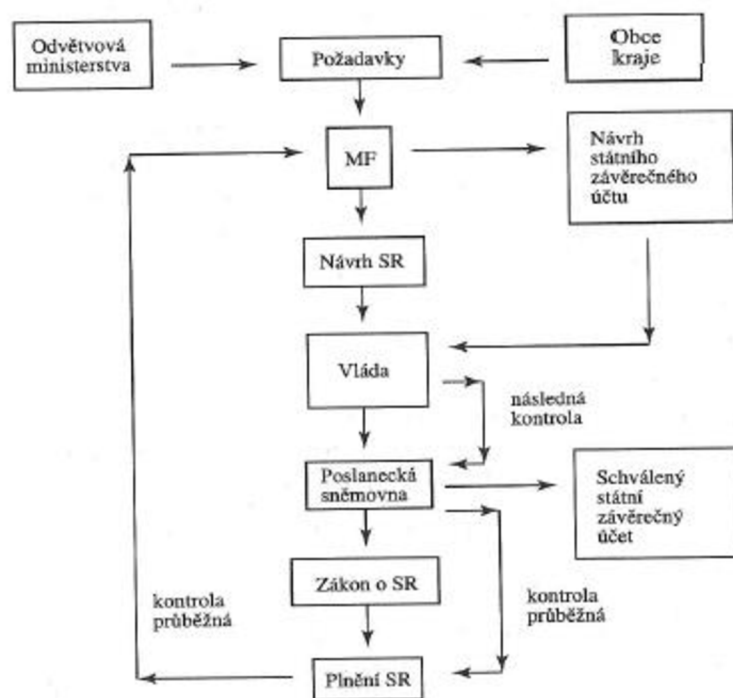 Odvětvová
ministerstva
Požadavky
Obce
kraje
MF
Návrh
státního
závěrečného
účtu
Návrh SR
Vláda
následná
kontrola
Poslanecká
sněmovna
Schválený
státní
závěrečný
účet
Zákon o SR
kontrola
průběžná
kontrola
průběžná
Plnění SR